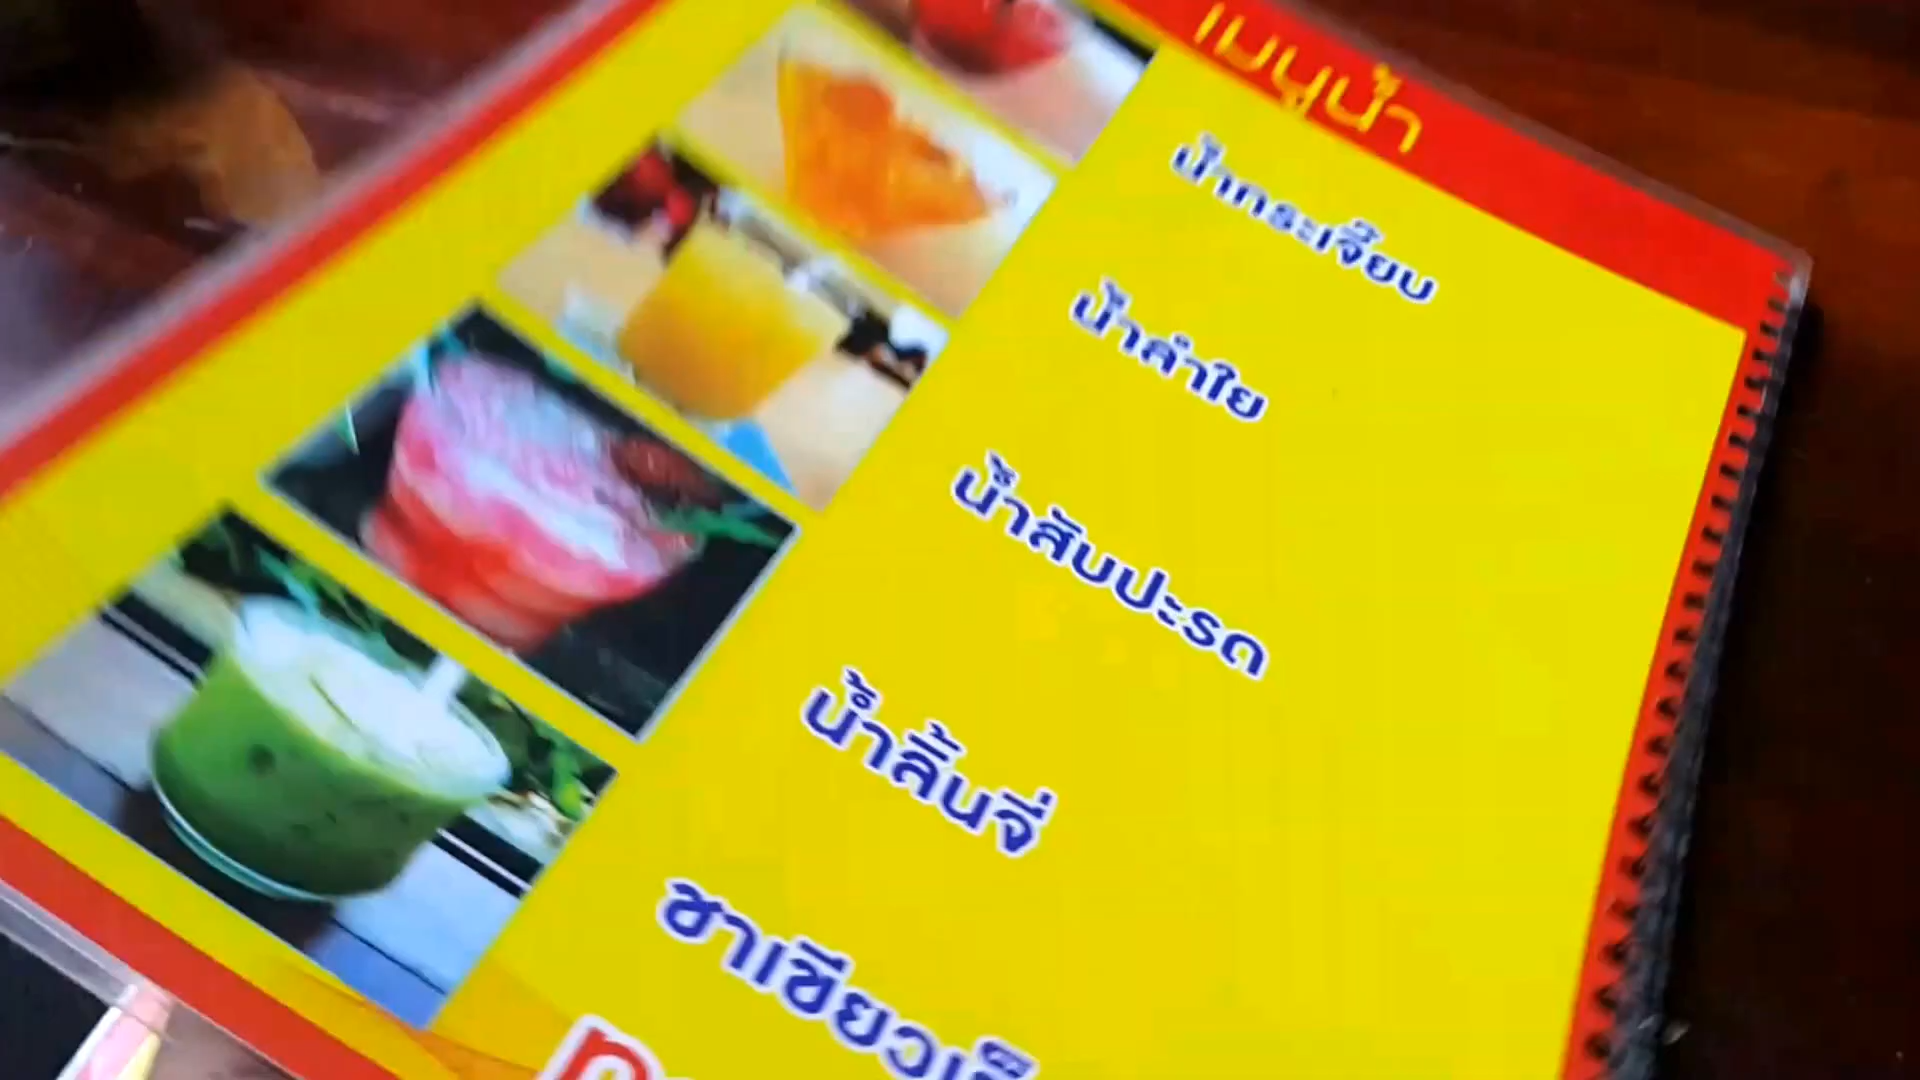 เมนูน้ำ
น้ำกระเจี๊ยบ
น้ำลำใย
น้ำสับปะรด
น้ำลิ้นจี่
ชาเขียวเย็